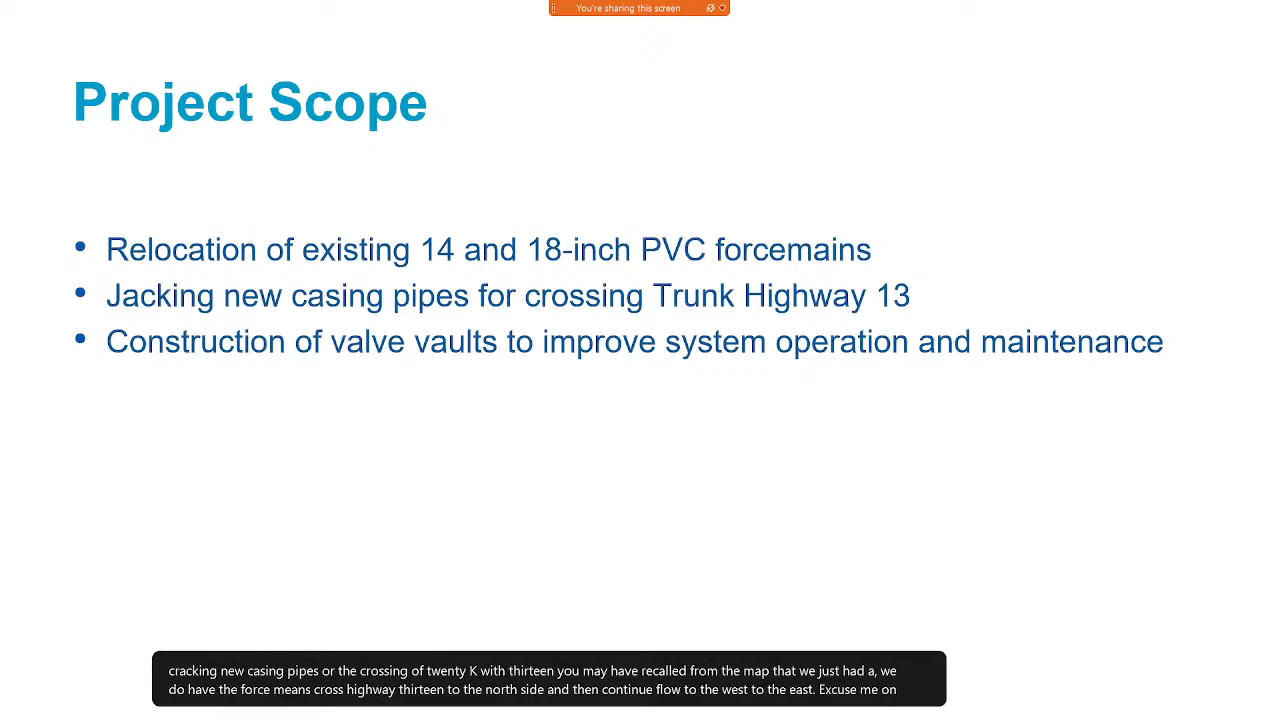 You're sharing this screen
Project Scope
• Relocation of existing 14 and 18-inch PVC forcemains
• Jacking new casing pipes for crossing Trunk Highway 13
• Construction of valve vaults to improve system operation and maintenance
cracking new casing pipes or the crossing of twenty K with thirteen you may have recalled from the map that we just had a, we
do have the force means cross highway thirteen to the north side and then continue flow to the west to the east. Excuse me on